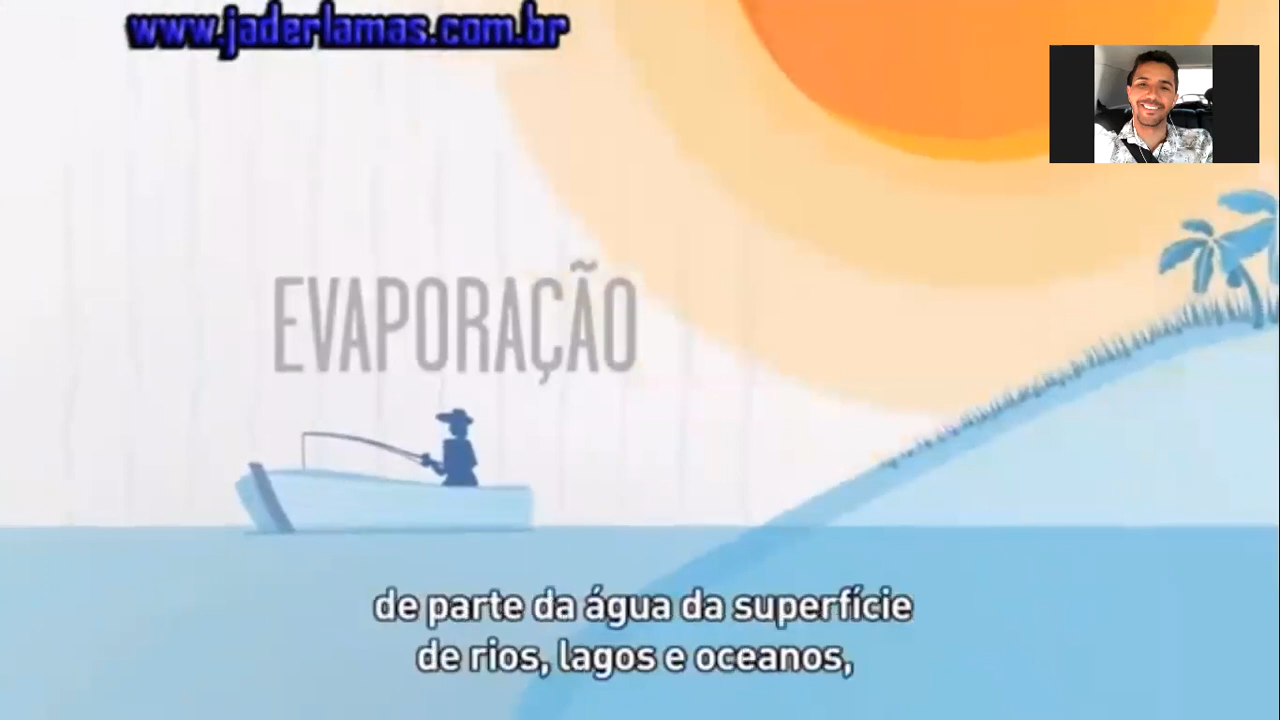 www.jaderlamas.com.br
EVAPORAÇÃO
de parte da água da superfície
de rios, lagos e oceanos,